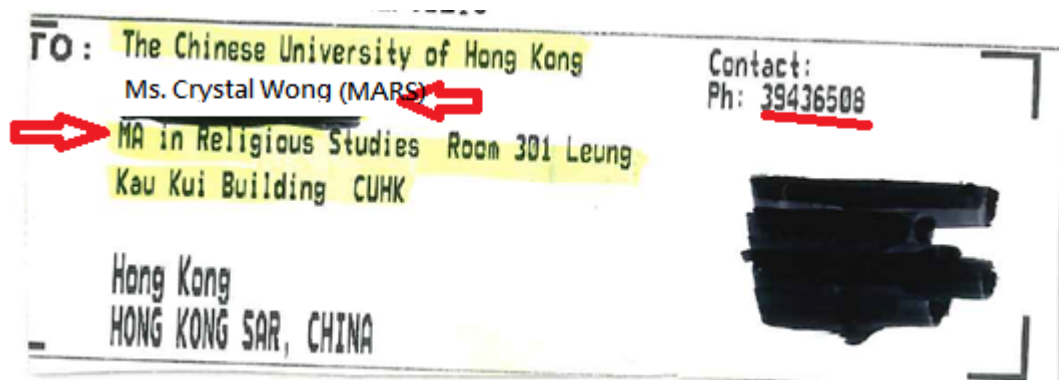 TO: The Chinese University of Hong Kong
Ms. Crystal Wong (MARS)
MA in Religious Studies Room 301 Leung
Kau Kui Building CUHK
Hong Kong
HONG KONG SAR, CHINA
Contact:
Ph: 39436508